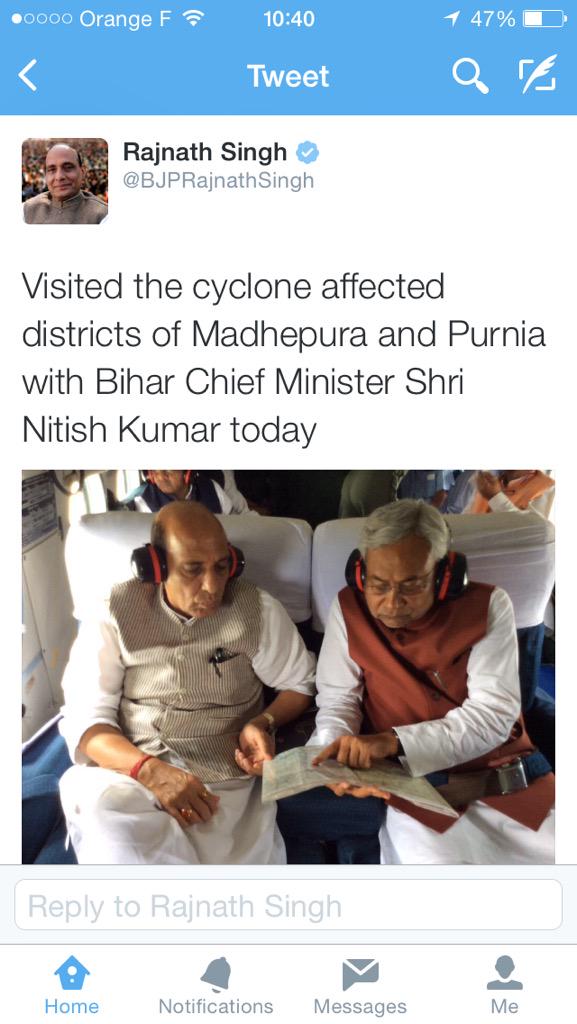 Orange F 10:40 47%
Tweet
Rajnath Singh
@BJPRajnathSingh
Visited the cyclone affected
districts of Madhepura and Purnia
with Bihar Chief Minister Shri
Nitish Kumar today
Reply to Rajnath Singh
Home Notifications Messages Me